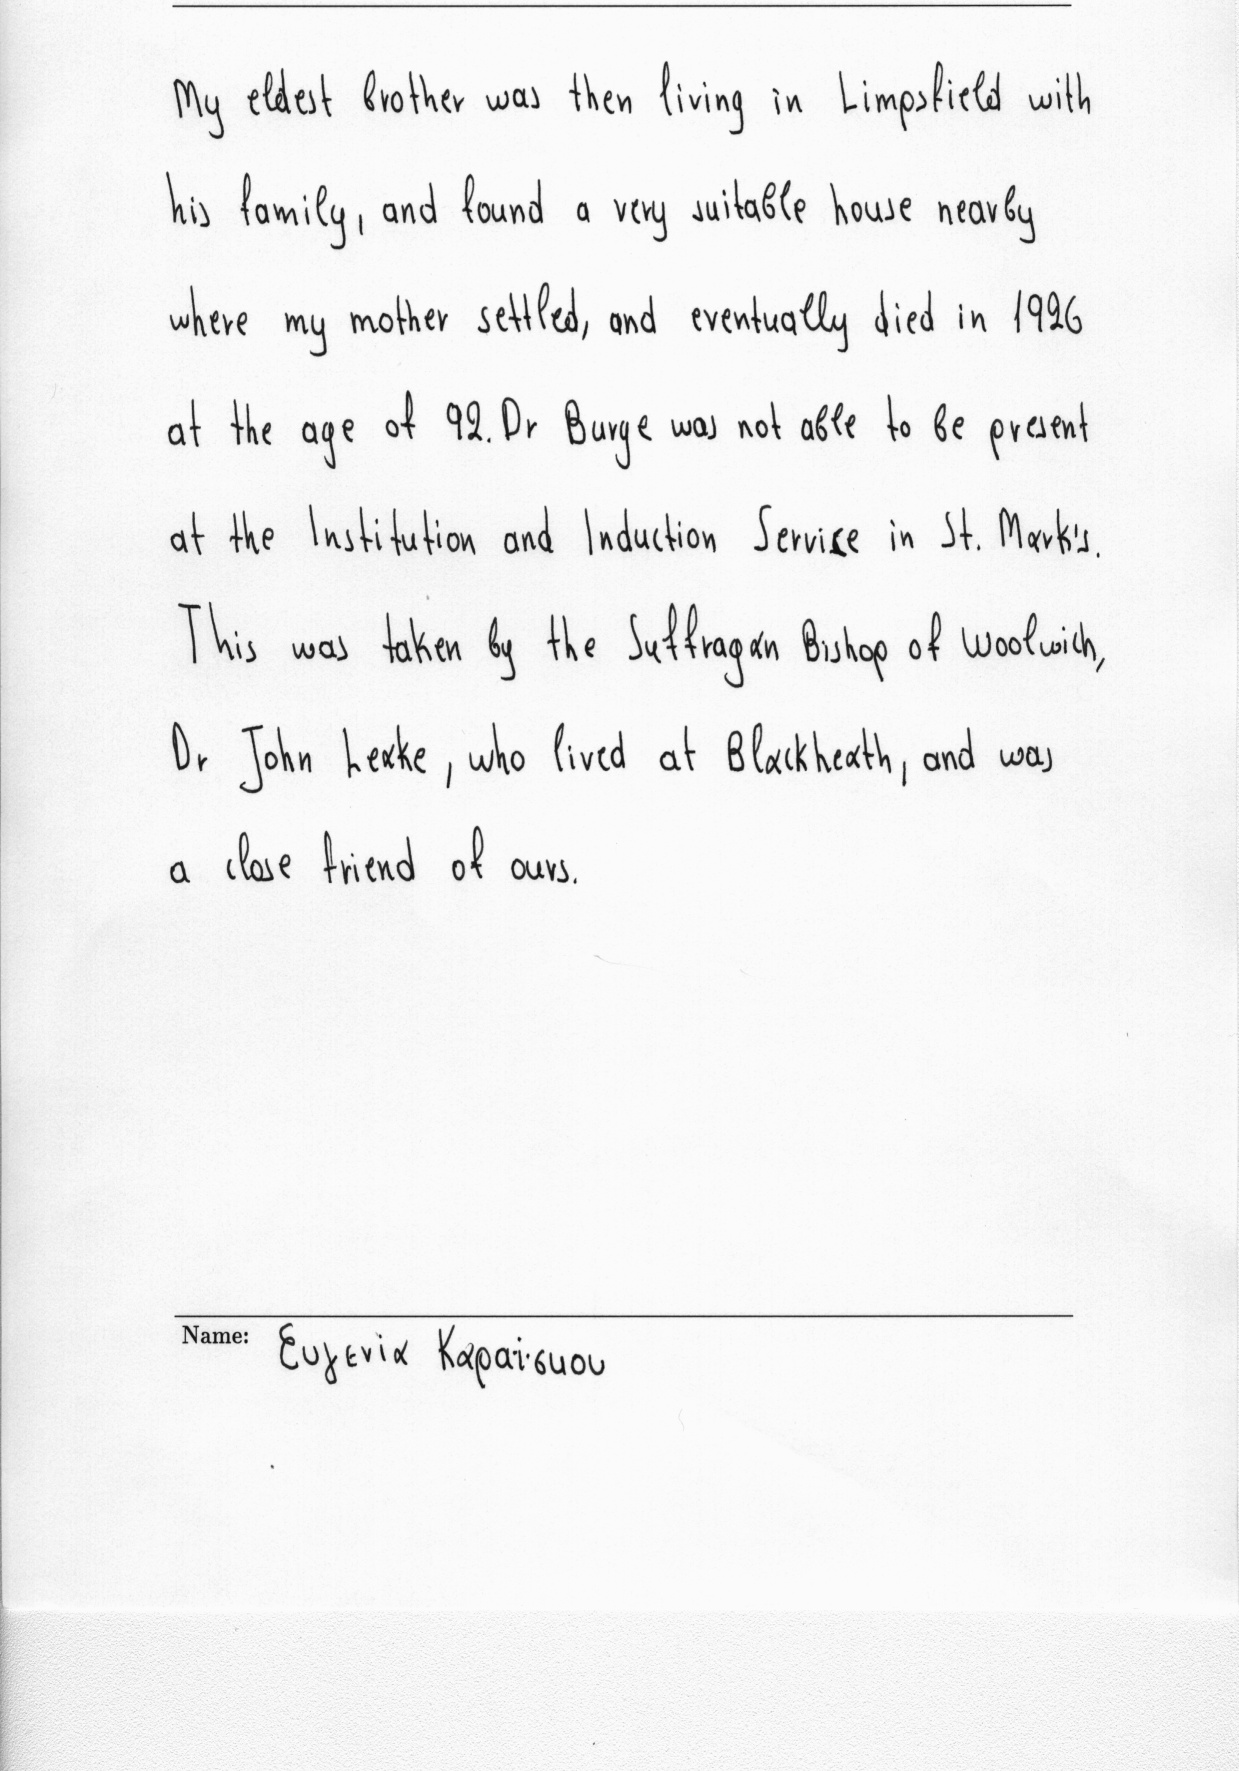 My eldest brother was then living in Limpsfield with
his family, and found a very suitable house nearby
where my mother settled, and eventually died in 1926
at the age of 92. Dr Burge was not able to be present
at the Institution and Induction Service in St. Mark's.
This was taken by the Suffragan Bishop of Woolwich,
Dr John Leake, who lived at Blackheath, and was
a close friend of ours.
Name: Ευγενία Καραϊσκου